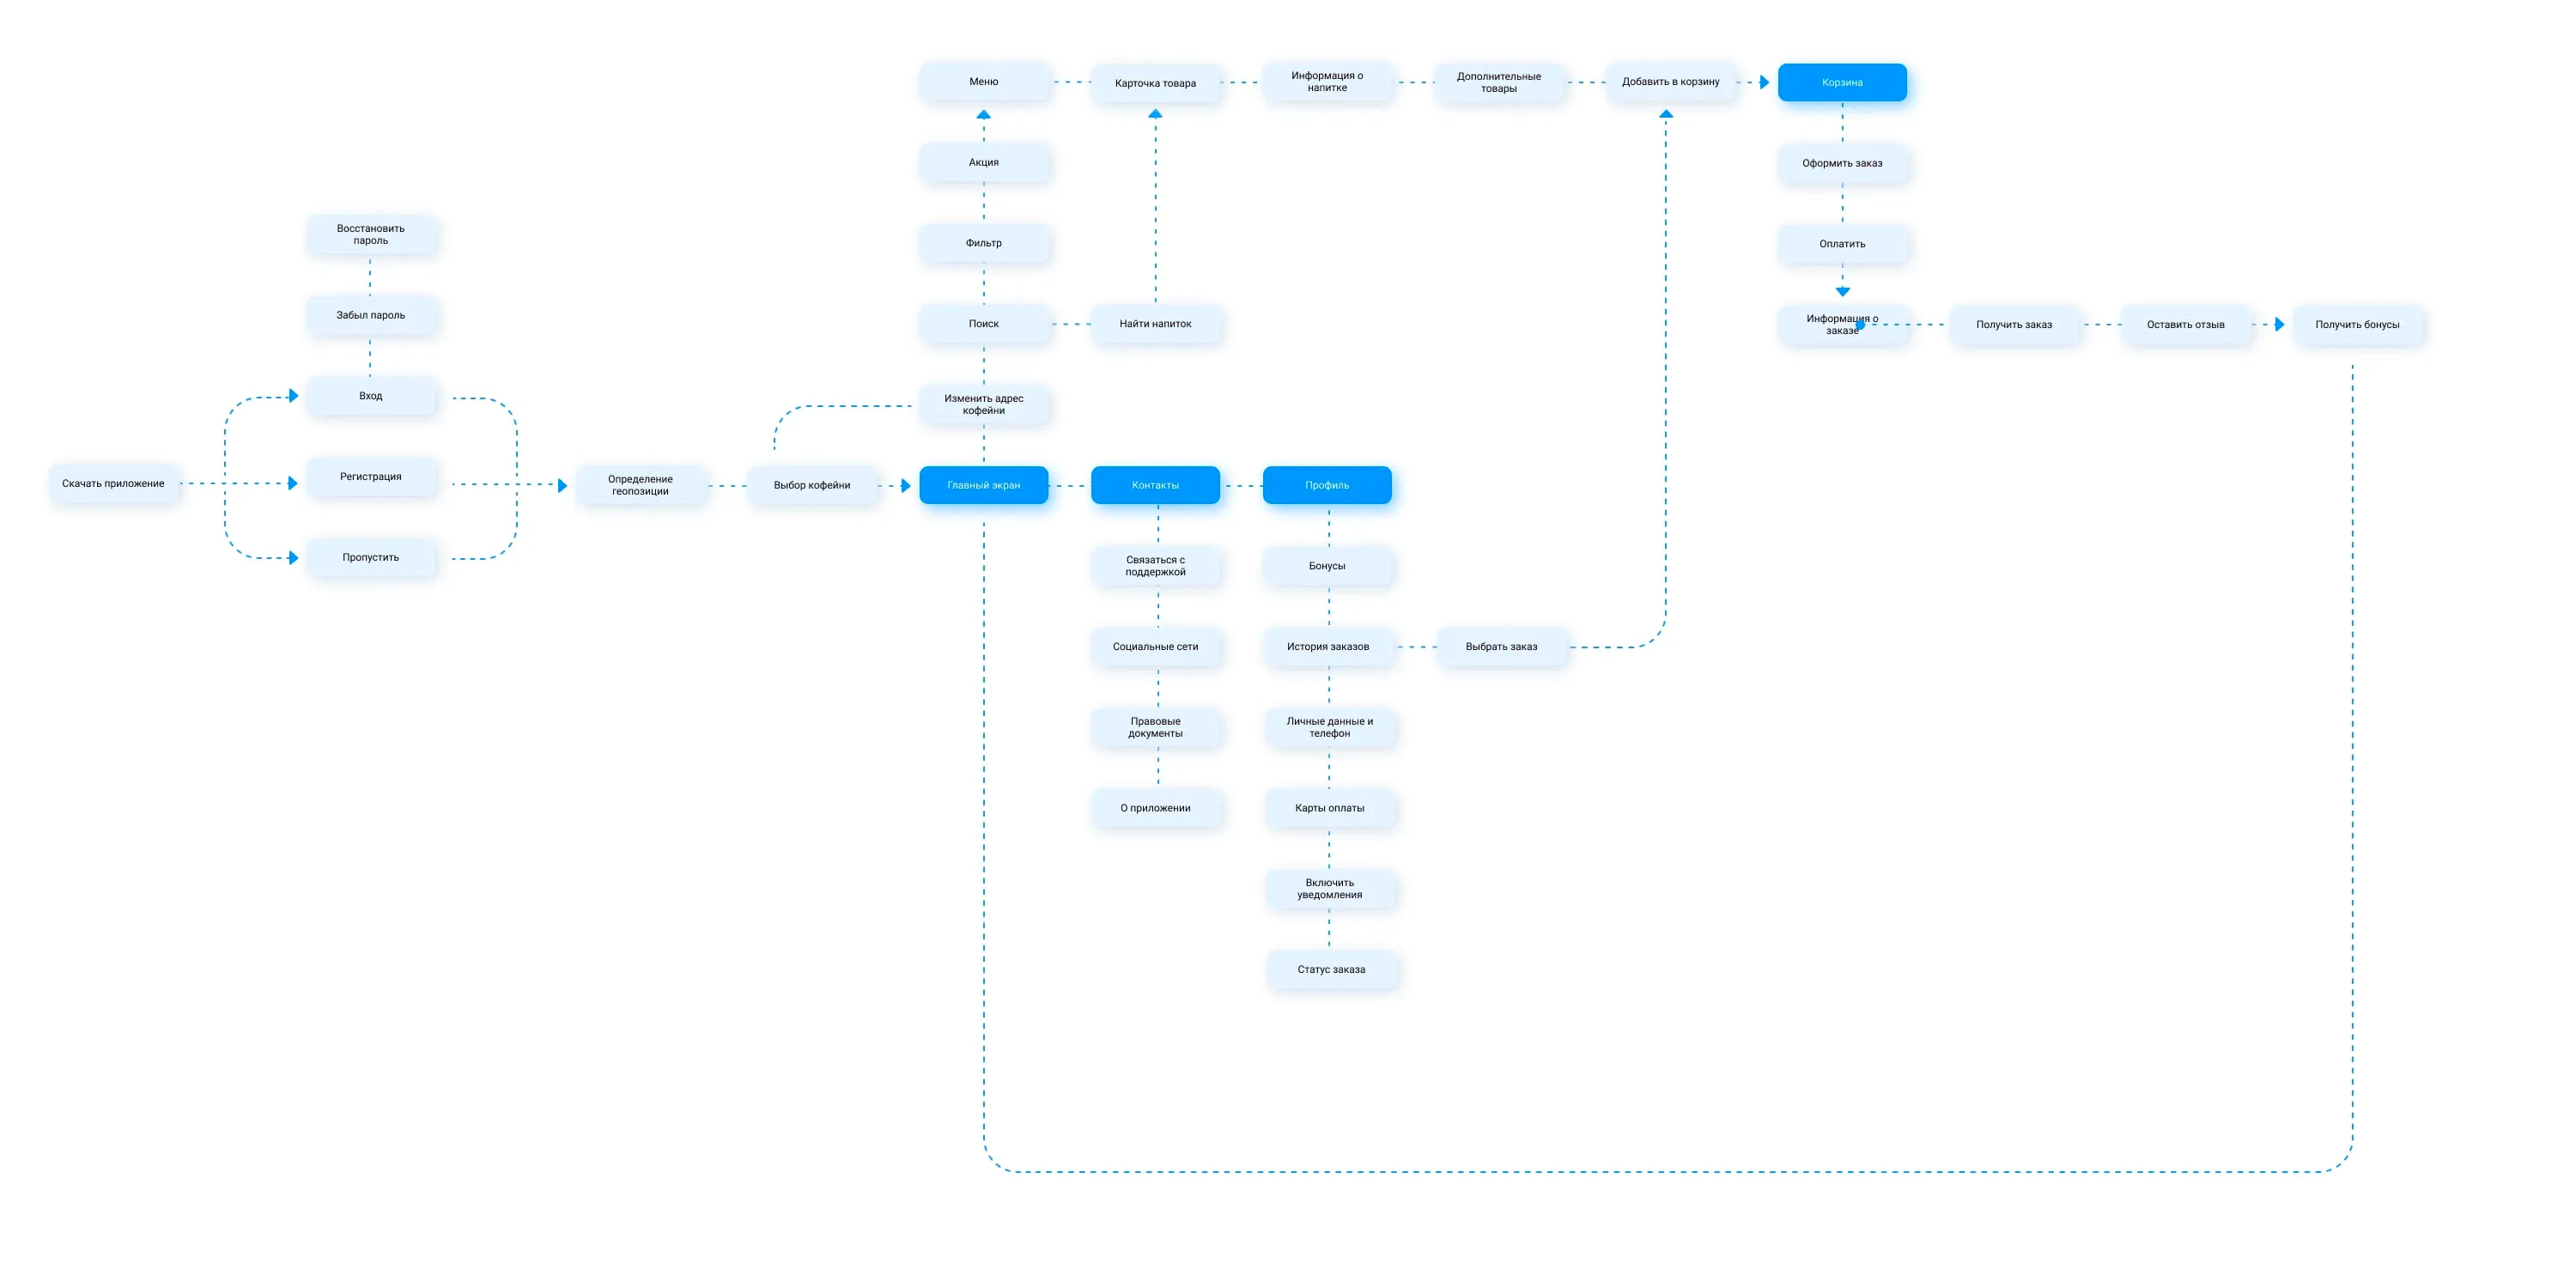 Меню
Карточка товара
Информация о
напитке
Дополнительные
товары
Добавить в корзину
Корзина
Акция
Оформить заказ
Восстановить
пароль
Фильтр
Оплатить
Забыл пароль
Поиск
Найти напиток
Информация о
заказе
Получить заказ
Оставить отзыв
Получить бонусы
Вход
Изменить адрес
кофейни
Скачать приложение
Регистрация
Определение
геопозиции
Выбор кофейни
Главный экран
Контакты
Профиль
Пропустить
Связаться с
поддержкой
Бонусы
Социальные сети
История заказов
Выбрать заказ
Правовые
документы
Личные данные и
телефон
О приложении
Карты оплаты
Включить
уведомления
Статус заказа